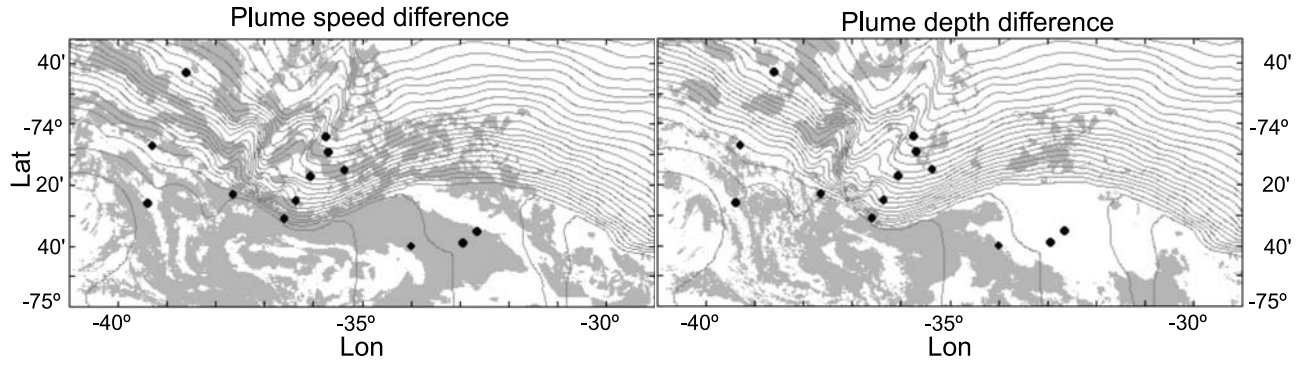 Plume speed difference
Plume depth difference
40'
-74º
20'
40'
-75º
Lat
-40º
-35º
-30º
Lon
-40º
-35º
-30º
Lon
40'
-74º
20'
40'
-75º